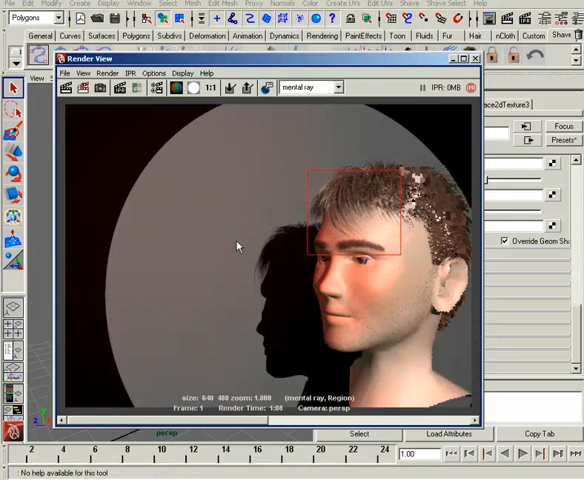 File Edit Modify Create Display Window Select Mesh Edit Mesh Proxy Normals Color Create UVs Edit UVs Shave Shave Select Help
Polygons
General Curves Surfaces Polygons Subdivs Deformation Animation Dynamics Rendering PaintEffects Toon Fluids Fur Hair nCloth Custom Shave
Render View
View
File View Render IPR Options Display Help
1:1 mental ray IPR: 0MB
ace2dTexture3
Focus
Presets*
Override Geom Sha
size: 640 480 zoom: 1.000 (mental ray, Region)
Frame: 1 Render Time: 1:08 Camera: persp
persp
Select Load Attributes Copy Tab
2 4 6 8 10 12 14 16 18 20 22 24 1.00
: No help available for this tool